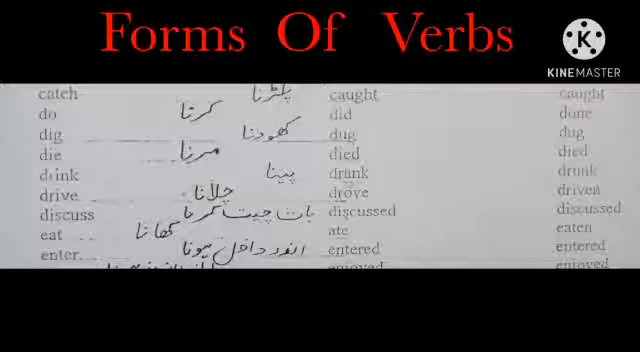 Forms Of Verbs
KINEMASTER
catch پکڑنا caught caught
do کرنا did done
dig کھودنا dug dug
die مرنا died died
drink پینا drank drunk
drive چلانا drove driven
discuss بات چیت کرنا discussed discussed
eat کھانا ate eaten
enter اندر داخل ہونا entered entered
enjoyed enjoyed